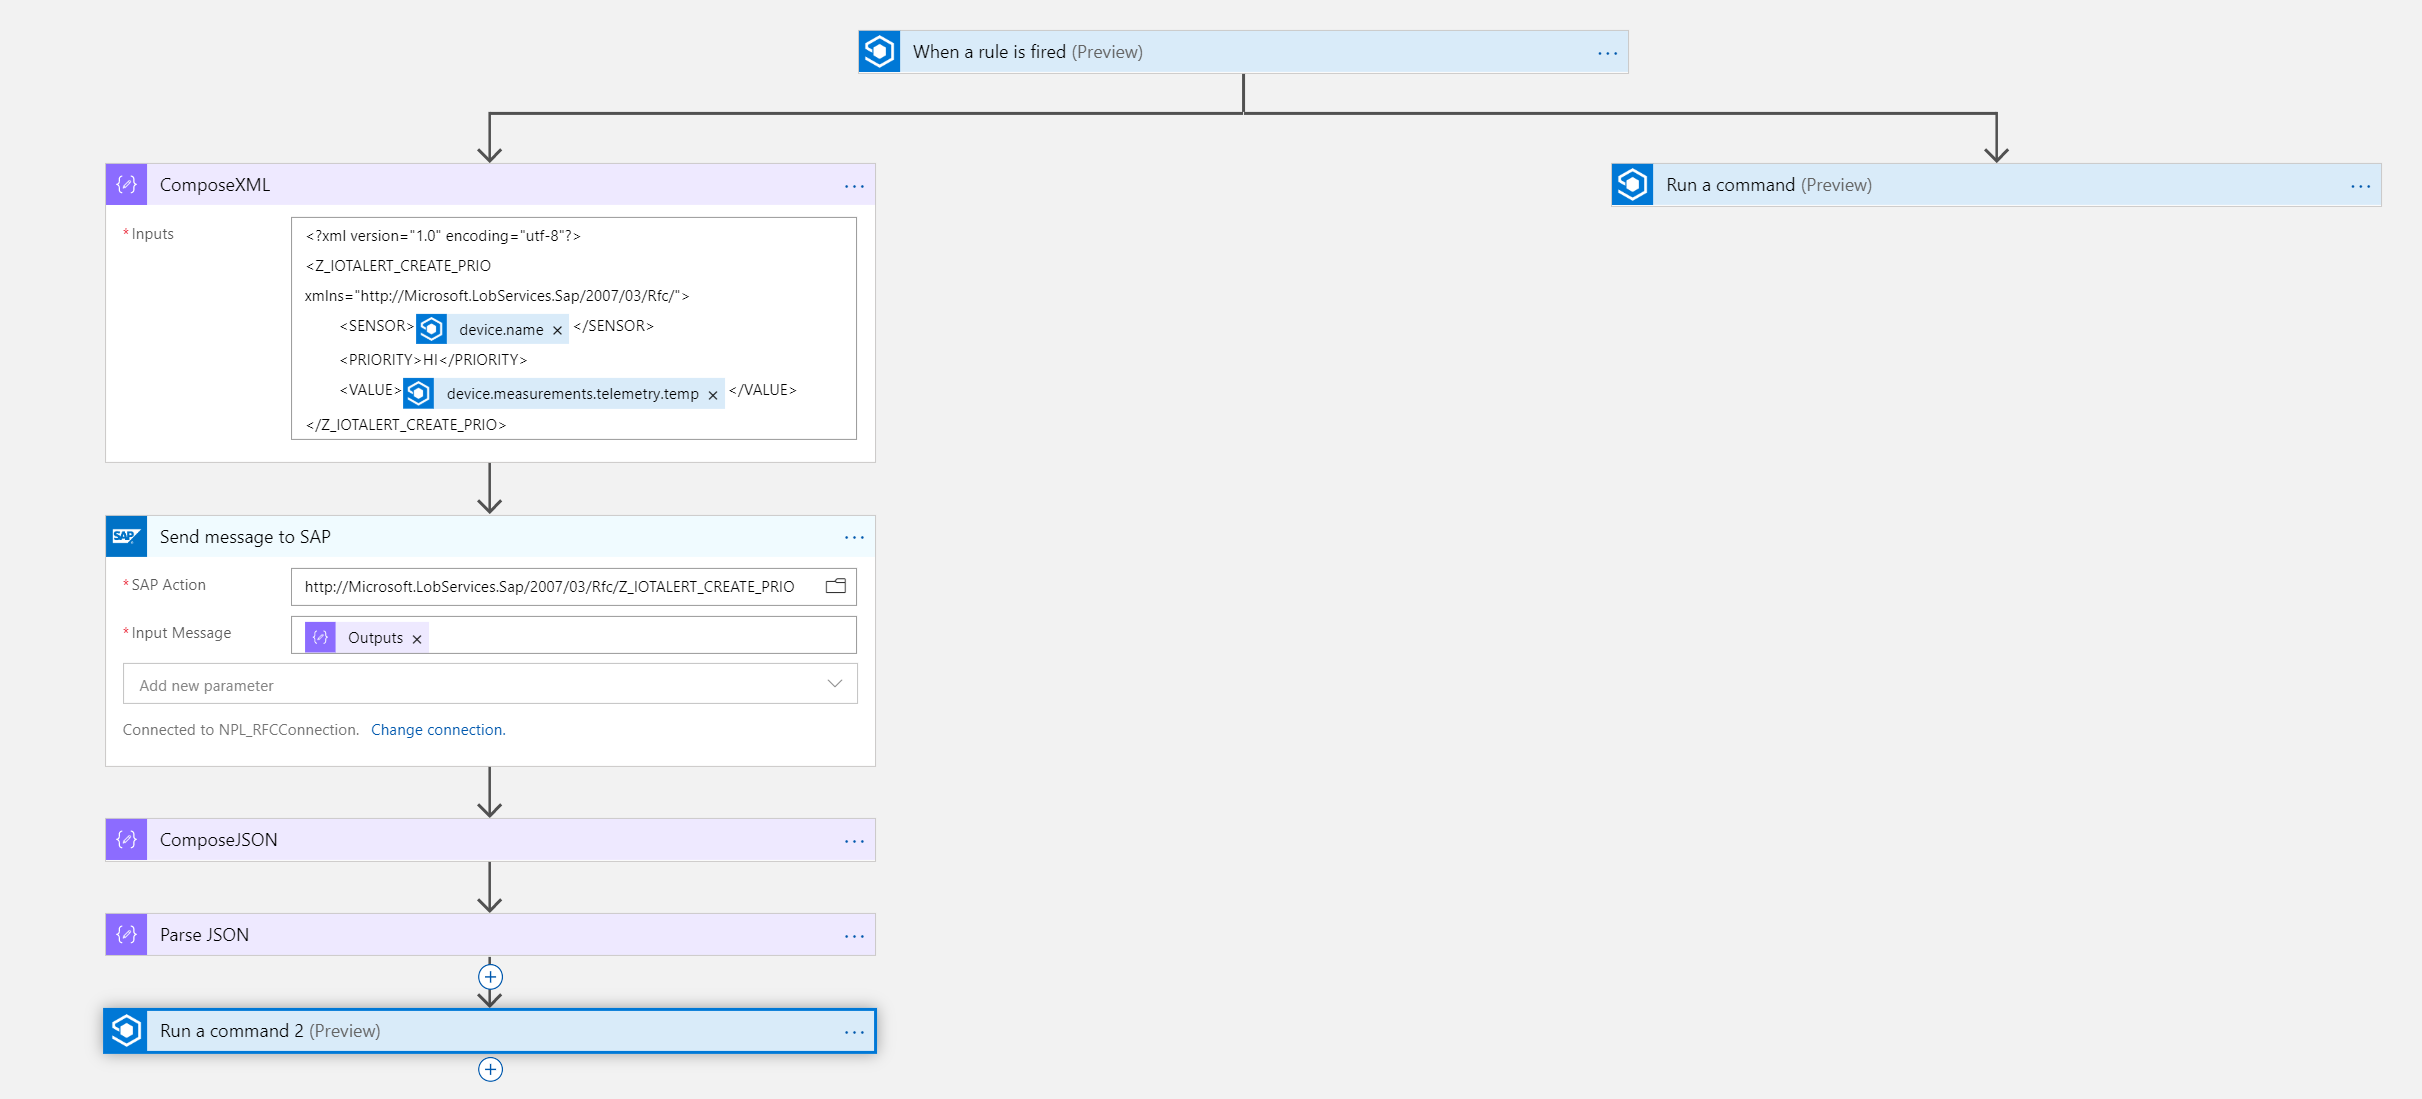 When a rule is fired (Preview)
ComposeXML
Run a command (Preview)
* Inputs
<?xml version="1.0" encoding="utf-8"?>
<Z_IOTALERT_CREATE_PRIO
xmlns="http://Microsoft.LobServices.Sap/2007/03/Rfc/">
<SENSOR> device.name × </SENSOR>
<PRIORITY>HI</PRIORITY>
<VALUE> device.measurements.telemetry.temp × </VALUE>
</Z_IOTALERT_CREATE_PRIO>
SAP Send message to SAP
* SAP Action
http://Microsoft.LobServices.Sap/2007/03/Rfc/Z_IOTALERT_CREATE_PRIO
* Input Message
Outputs ×
Add new parameter
Connected to NPL_RFCConnection. Change connection.
ComposeJSON
Parse JSON
Run a command 2 (Preview)